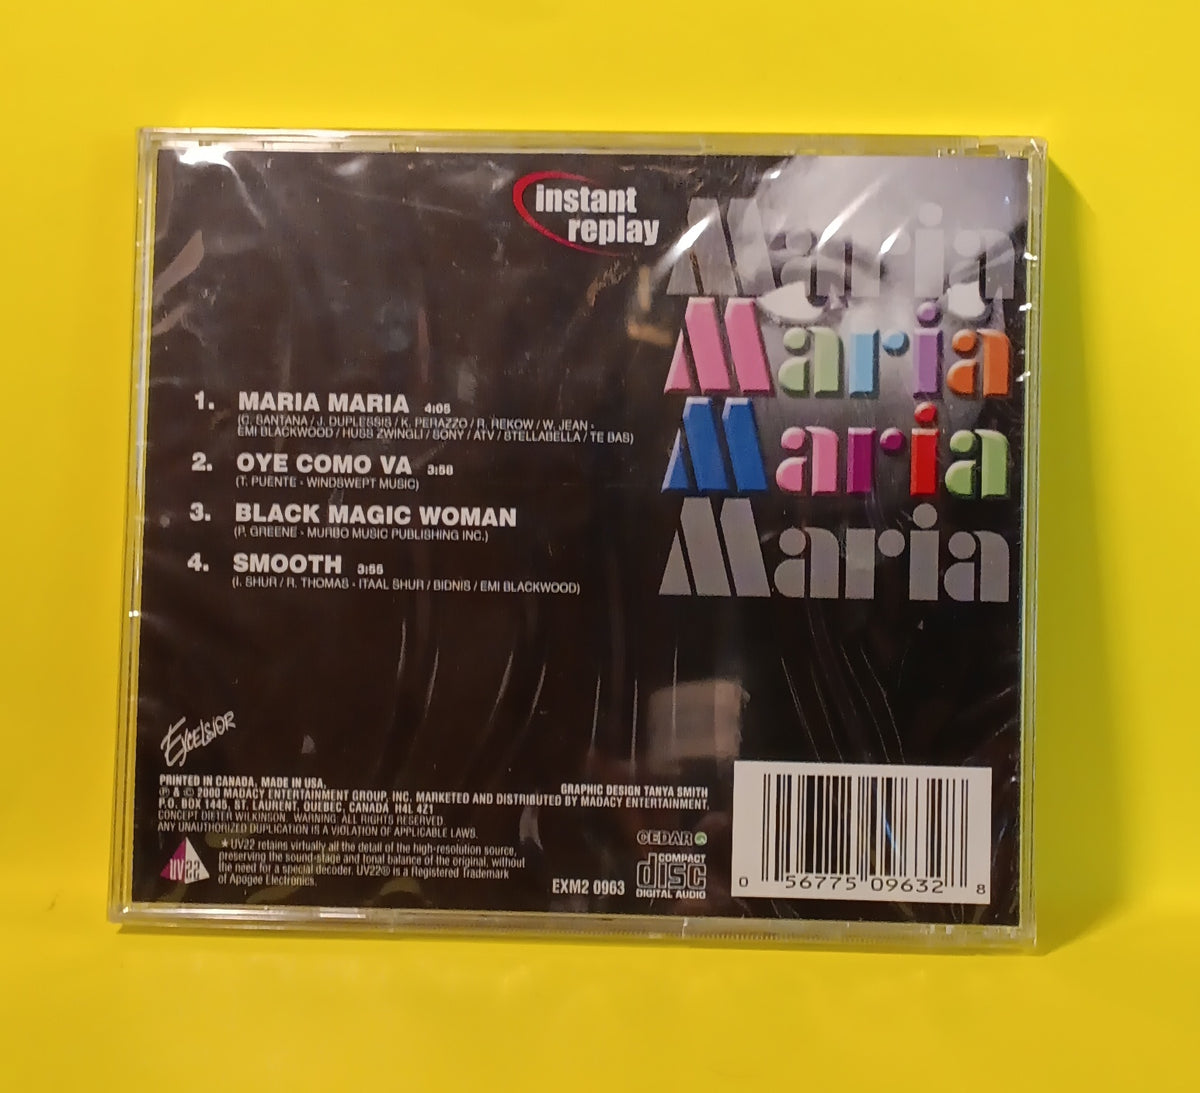 instant
replay
Maria
Maria
Maria
Maria
1. MARIA MARIA 4:05
(C. SANTANA / J. DUPLESSIS / K. PERAZZO / R. REKOW / W. JEAN -
EMI BLACKWOOD / HUSS ZWINGLI / SONY / ATV / STELLABELLA / TE BAS)
2. OYE COMO VA 3:58
(T. PUENTE - WINDSWEPT MUSIC)
3. BLACK MAGIC WOMAN
(P. GREENE - MURBO MUSIC PUBLISHING INC.)
4. SMOOTH 3:55
(I. SHUR / R. THOMAS - ITAAL SHUR / BIDNIS / EMI BLACKWOOD)
EXCELSIOR
PRINTED IN CANADA, MADE IN USA,
GRAPHIC DESIGN TANYA SMITH
℗ & © 2000 MADACY ENTERTAINMENT GROUP, INC. MARKETED AND DISTRIBUTED BY MADACY ENTERTAINMENT,
P.O. BOX 1445, ST. LAURENT, QUEBEC, CANADA H4L 4Z1
CONCEPT DIETER WILKINSON. WARNING: ALL RIGHTS RESERVED.
ANY UNAUTHORIZED DUPLICATION IS A VIOLATION OF APPLICABLE LAWS.
UV22
★UV22 retains virtually all the detail of the high-resolution source,
preserving the sound-stage and tonal balance of the original, without
the need for a special decoder. UV22® is a Registered Trademark
of Apogee Electronics.
EXM2 0963
CEDAR
COMPACT
disc
DIGITAL AUDIO
0 56775 09632 8